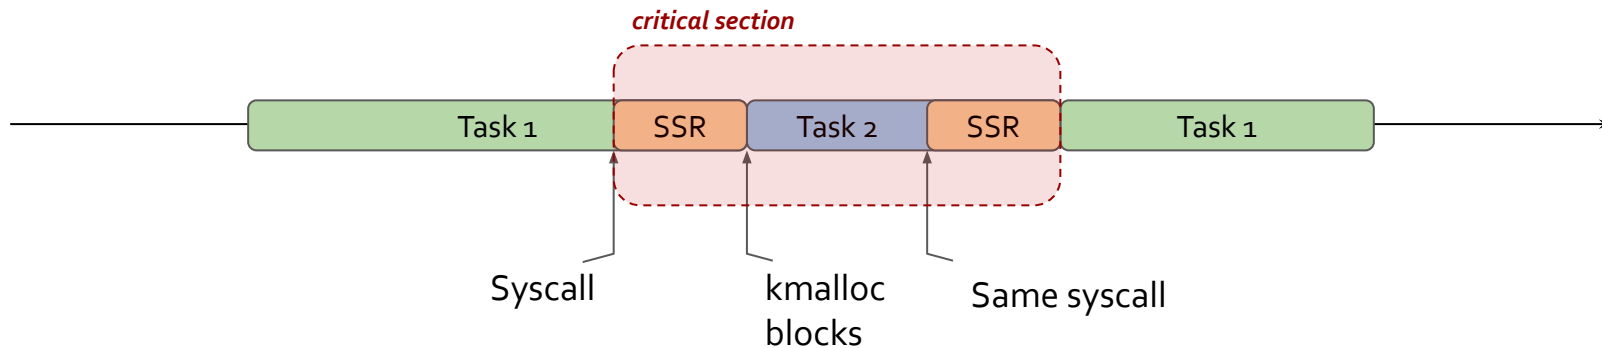 critical section
Task 1
SSR
Task 2
SSR
Task 1
Syscall
kmalloc
blocks
Same syscall